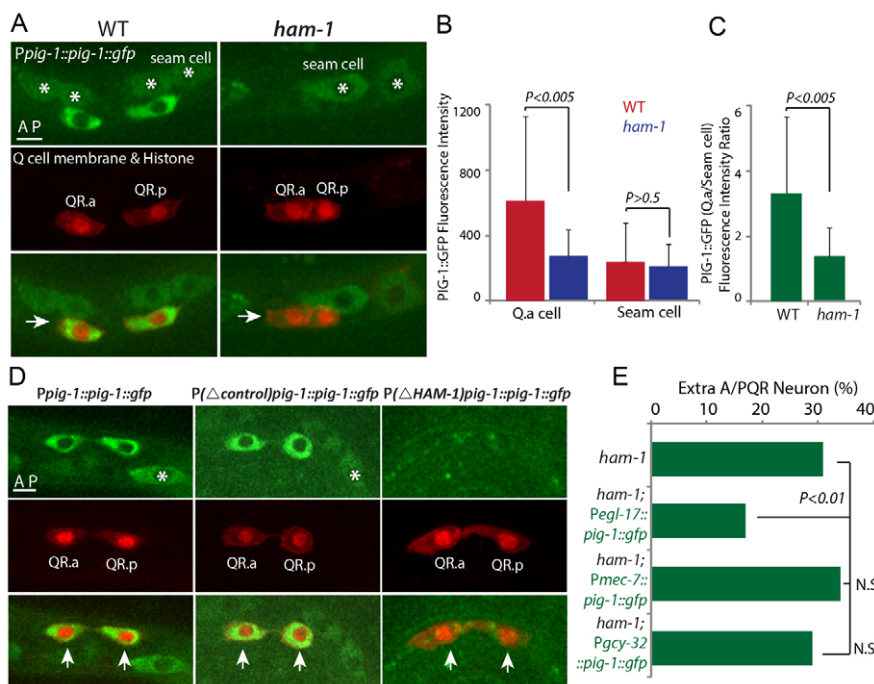 A
WT
ham-1
Ppig-1::pig-1::gfp
seam cell
* * * *
seam cell
* *
A P
Q cell membrane & Histone
QR.a
QR.p
QR.a QR.p
B
PIG-1::GFP Fluorescence Intensity
1200
800
400
0
P<0.005
WT
ham-1
P>0.5
Q.a cell
Seam cell
C
PIG-1::GFP (Q.a/Seam cell)
Fluorescence Intensity Ratio
6
4
2
0
P<0.005
WT
ham-1
D
Ppig-1::pig-1::gfp
P(△control)pig-1::pig-1::gfp
P(△HAM-1)pig-1::pig-1::gfp
*
*
A P
QR.a QR.p
QR.a QR.p
QR.a QR.p
E
Extra A/PQR Neuron (%)
0 10 20 30 40
ham-1
ham-1;
Pegl-17::
pig-1::gfp
ham-1;
Pmec-7::
pig-1::gfp
ham-1;
Pgcy-32
::pig-1::gfp
P<0.01
N.S
N.S